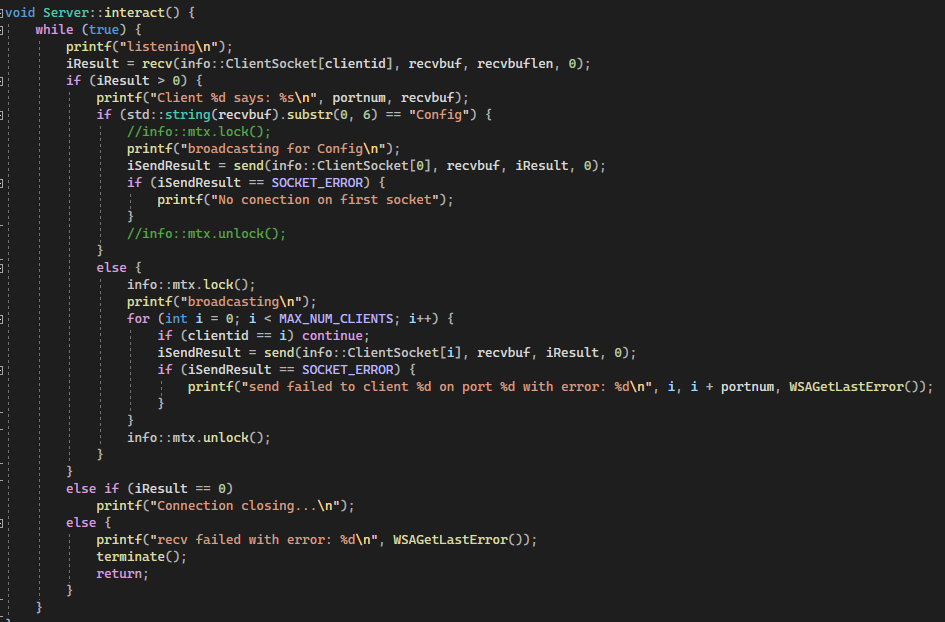 void Server::interact() {
    while (true) {
        printf("listening\n");
        iResult = recv(info::ClientSocket[clientid], recvbuf, recvbuflen, 0);
        if (iResult > 0) {
            printf("Client %d says: %s\n", portnum, recvbuf);
            if (std::string(recvbuf).substr(0, 6) == "Config") {
                //info::mtx.lock();
                printf("broadcasting for Config\n");
                iSendResult = send(info::ClientSocket[0], recvbuf, iResult, 0);
                if (iSendResult == SOCKET_ERROR) {
                    printf("No conection on first socket");
                }
                //info::mtx.unlock();
            }
            else {
                info::mtx.lock();
                printf("broadcasting\n");
                for (int i = 0; i < MAX_NUM_CLIENTS; i++) {
                    if (clientid == i) continue;
                    iSendResult = send(info::ClientSocket[i], recvbuf, iResult, 0);
                    if (iSendResult == SOCKET_ERROR) {
                        printf("send failed to client %d on port %d with error: %d\n", i, i + portnum, WSAGetLastError());
                    }
                }
                info::mtx.unlock();
            }
        }
        else if (iResult == 0)
            printf("Connection closing...\n");
        else {
            printf("recv failed with error: %d\n", WSAGetLastError());
            terminate();
            return;
        }
    }